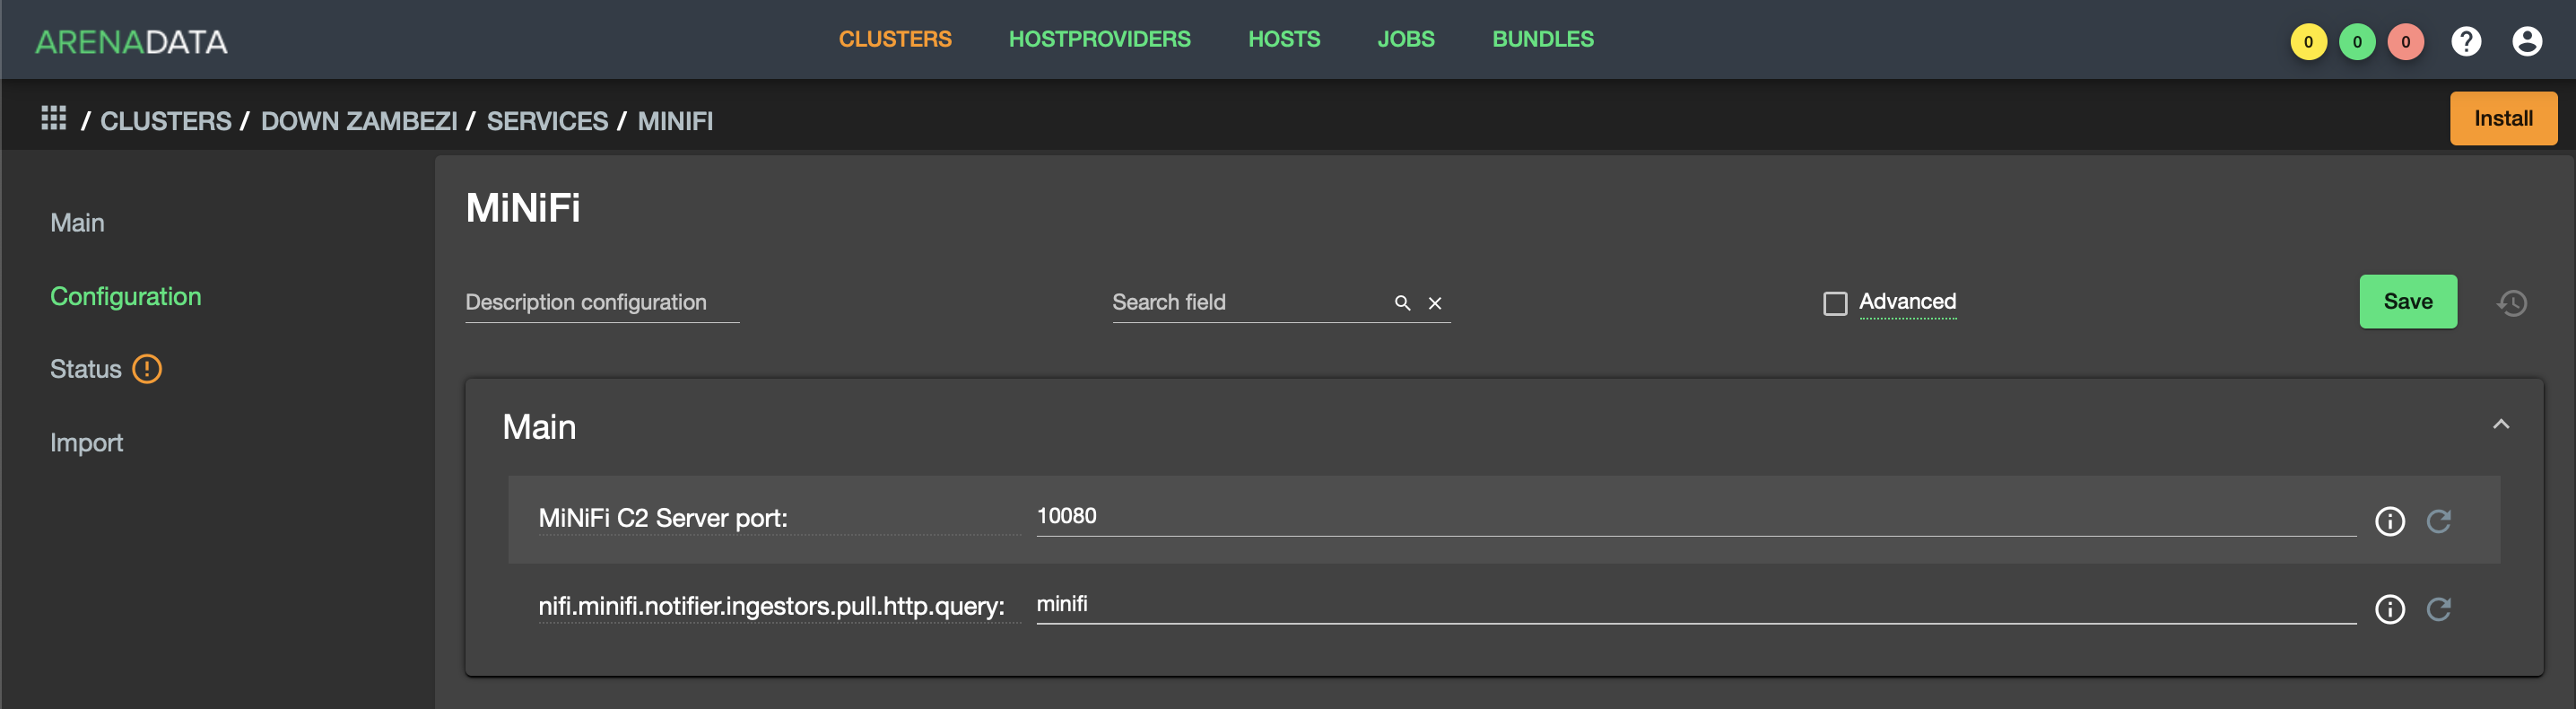 ARENADATA CLUSTERS HOSTPROVIDERS HOSTS JOBS BUNDLES 0 0 0 ?
/ CLUSTERS / DOWN ZAMBEZI / SERVICES / MINIFI Install
Main
Configuration
Status
Import
MiNiFi
Description configuration Search field Advanced Save
Main
MiNiFi C2 Server port: 10080
nifi.minifi.notifier.ingestors.pull.http.query: minifi